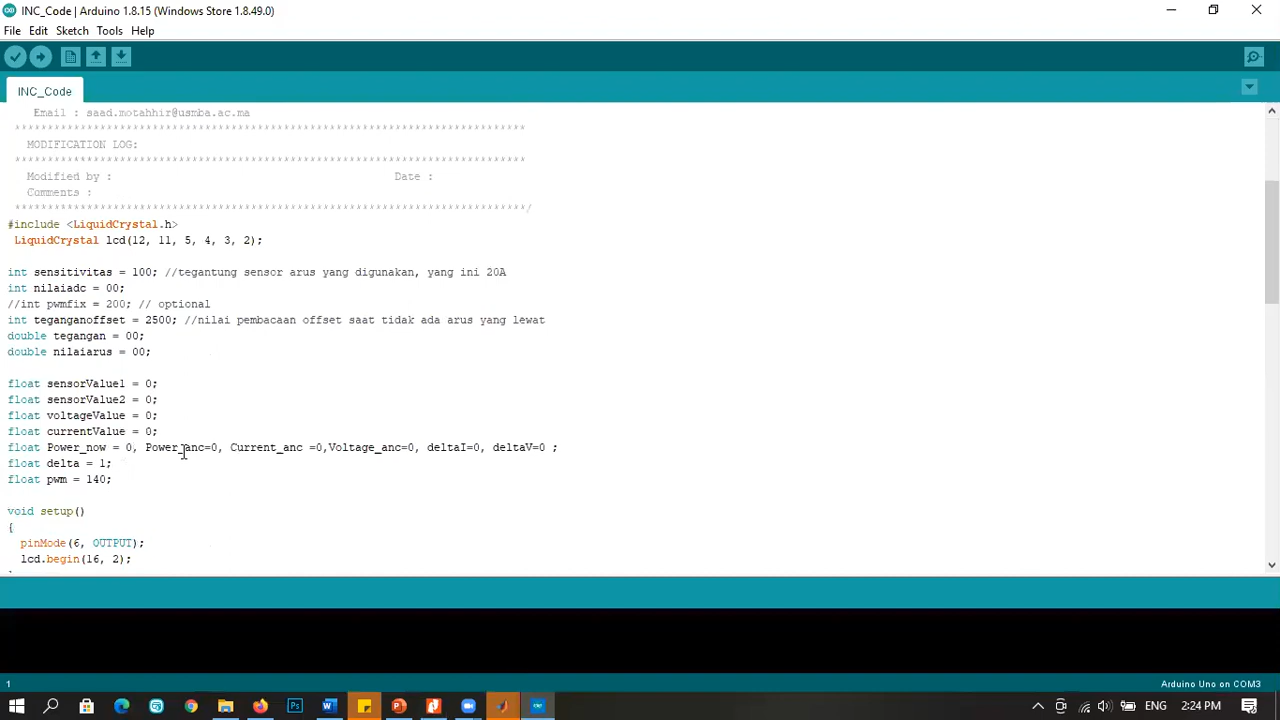 INC_Code | Arduino 1.8.15 (Windows Store 1.8.49.0)
File Edit Sketch Tools Help
INC_Code
Email : saad.motahhir@usmba.ac.ma
******************************************************************************
MODIFICATION LOG:
******************************************************************************
Modified by : Date :
Comments :
******************************************************************************/
#include <LiquidCrystal.h>
LiquidCrystal lcd(12, 11, 5, 4, 3, 2);
int sensitivitas = 100; //tegantung sensor arus yang digunakan, yang ini 20A
int nilaiadc = 00;
//int pwmfix = 200; // optional
int teganganoffset = 2500; //nilai pembacaan offset saat tidak ada arus yang lewat
double tegangan = 00;
double nilaiarus = 00;
float sensorValue1 = 0;
float sensorValue2 = 0;
float voltageValue = 0;
float currentValue = 0;
float Power_now = 0, Power_anc=0, Current_anc =0,Voltage_anc=0, deltaI=0, deltaV=0 ;
float delta = 1;
float pwm = 140;
void setup()
{
pinMode(6, OUTPUT);
lcd.begin(16, 2);
1
Arduino Uno on COM3
ENG 2:24 PM